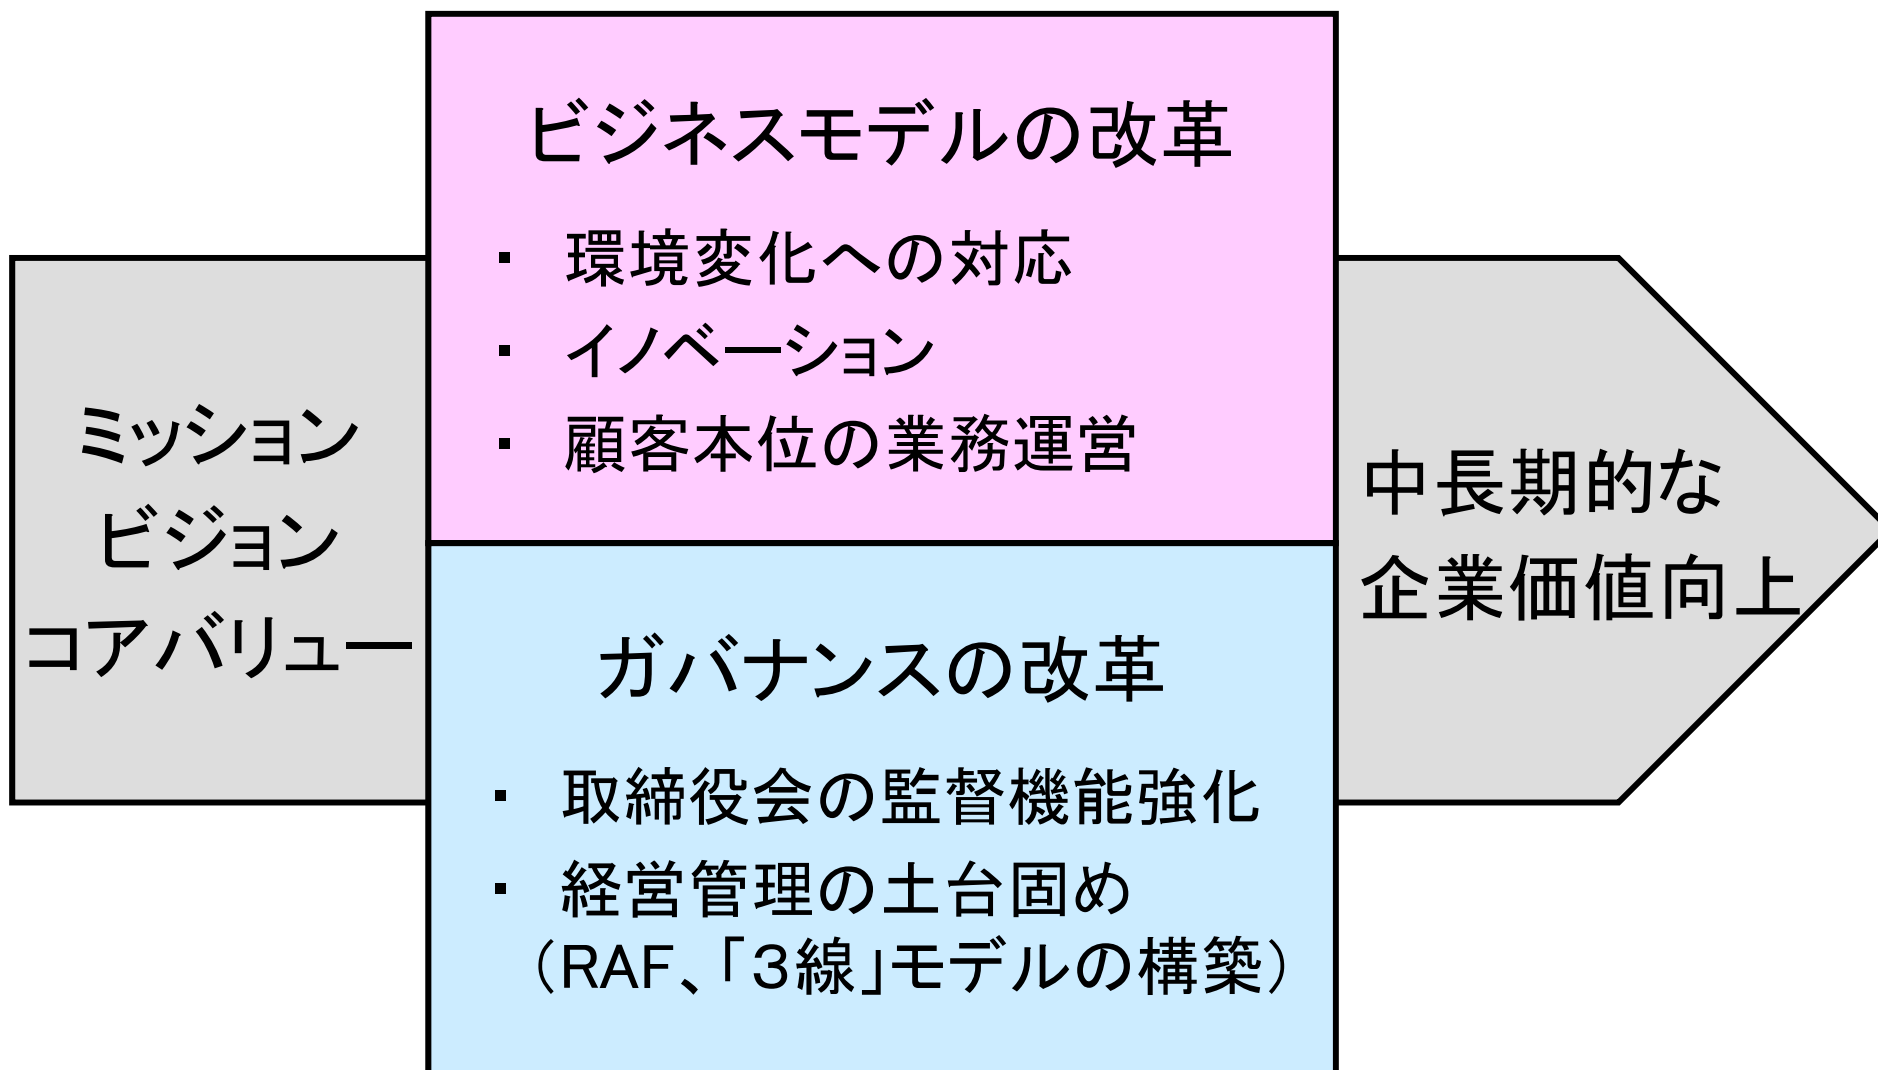 ミッション
ビジョン
コアバリュー
ビジネスモデルの改革
・ 環境変化への対応
・ イノベーション
・ 顧客本位の業務運営
ガバナンスの改革
・ 取締役会の監督機能強化
・ 経営管理の土台固め
（RAF、「３線」モデルの構築）
中長期的な
企業価値向上